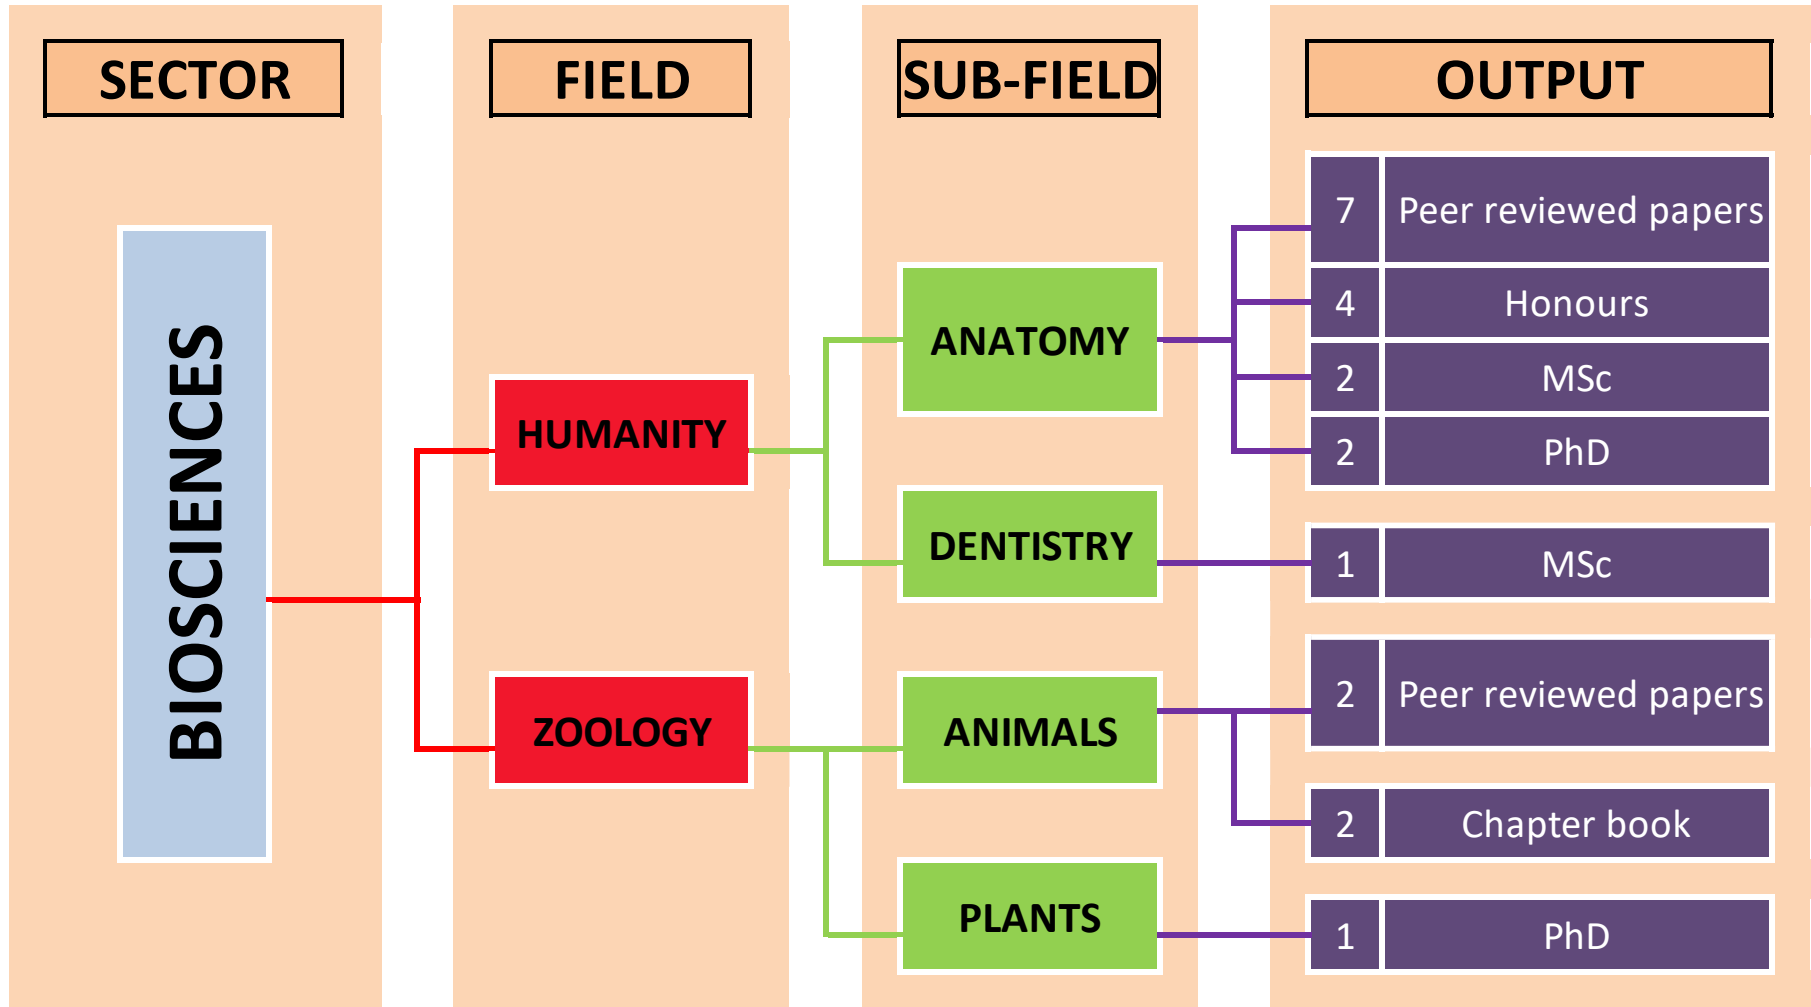 SECTOR
FIELD
SUB-FIELD
OUTPUT
BIOSCIENCES
HUMANITY
ANATOMY
7 Peer reviewed papers
4 Honours
2 MSc
2 PhD
DENTISTRY
1 MSc
ZOOLOGY
ANIMALS
2 Peer reviewed papers
2 Chapter book
PLANTS
1 PhD